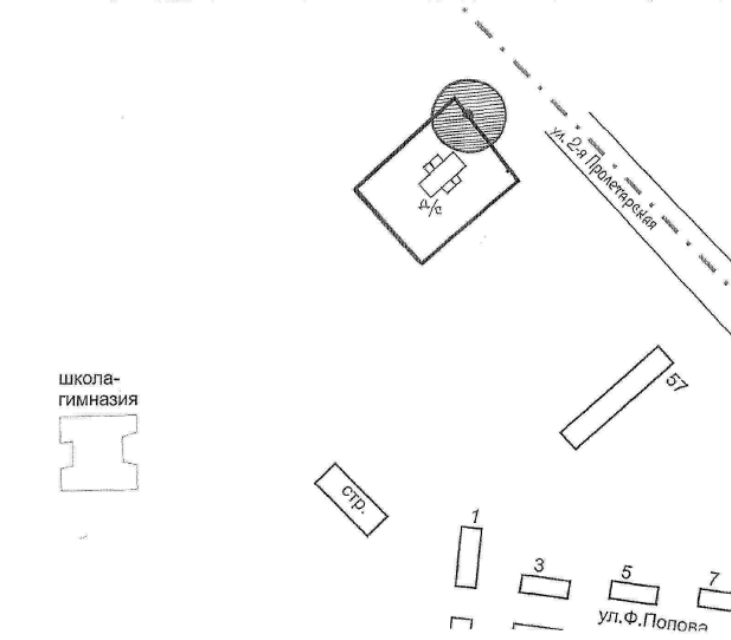 ул. 2-я Пролетарская
д/с
57
школа-
гимназия
стр.
1
3
5
7
ул.Ф.Попова